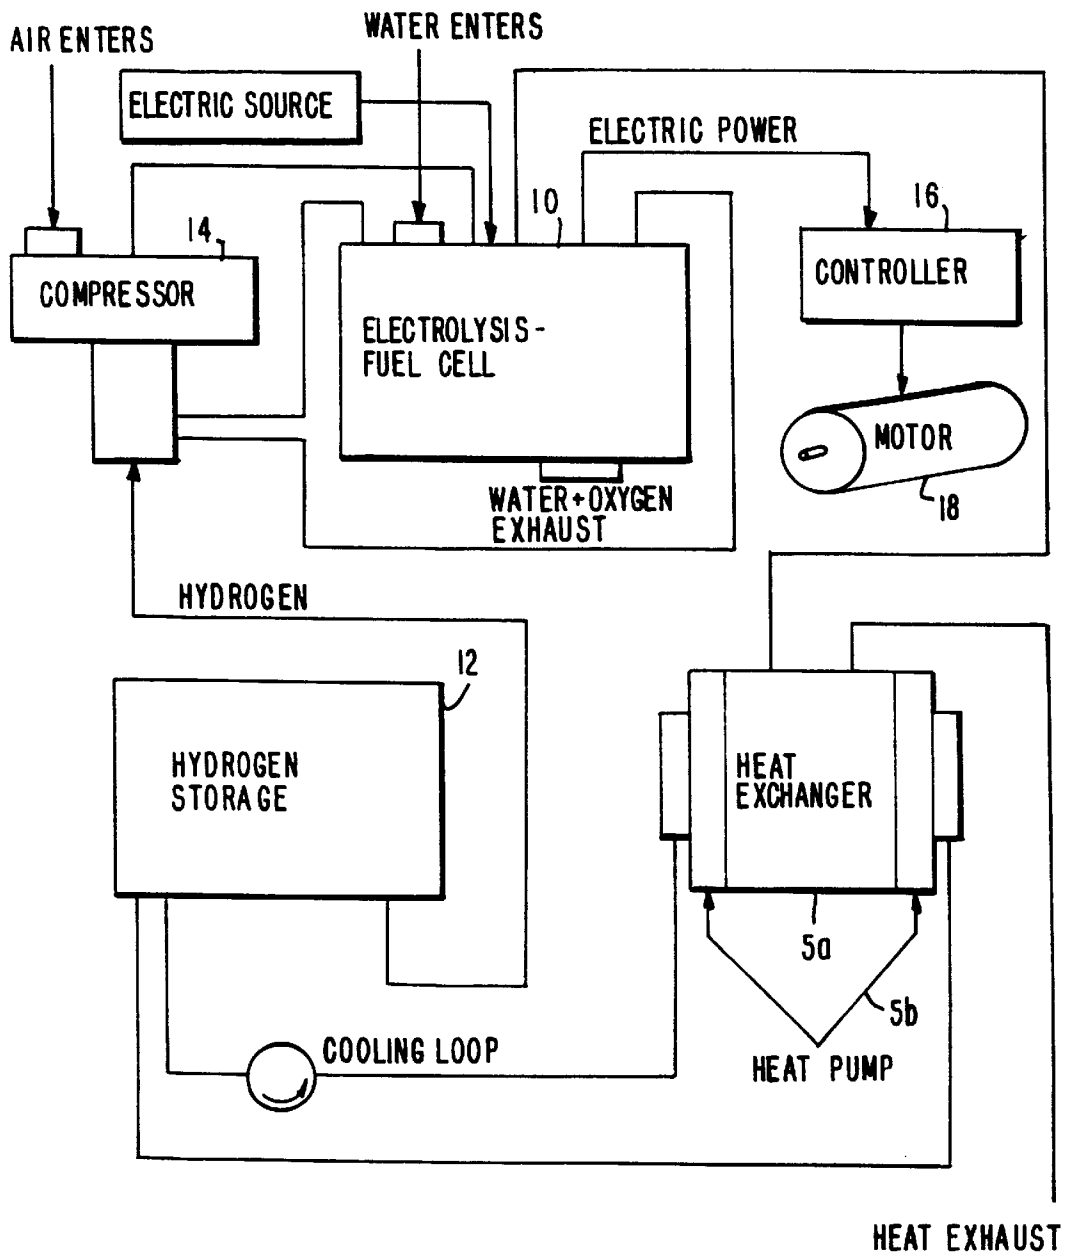 AIR ENTERS
WATER ENTERS
ELECTRIC SOURCE
ELECTRIC POWER
10
16
14
COMPRESSOR
CONTROLLER
ELECTROLYSIS-
FUEL CELL
MOTOR
18
WATER+OXYGEN
EXHAUST
HYDROGEN
12
HYDROGEN
STORAGE
HEAT
EXCHANGER
5a
5b
COOLING LOOP
HEAT PUMP
HEAT EXHAUST